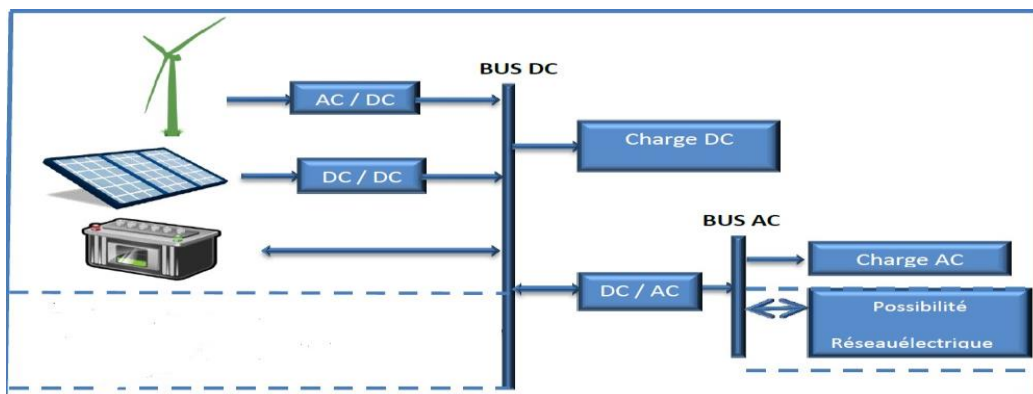 BUS DC
AC / DC
Charge DC
DC / DC
BUS AC
Charge AC
DC / AC
Possibilité
Réseauélectrique